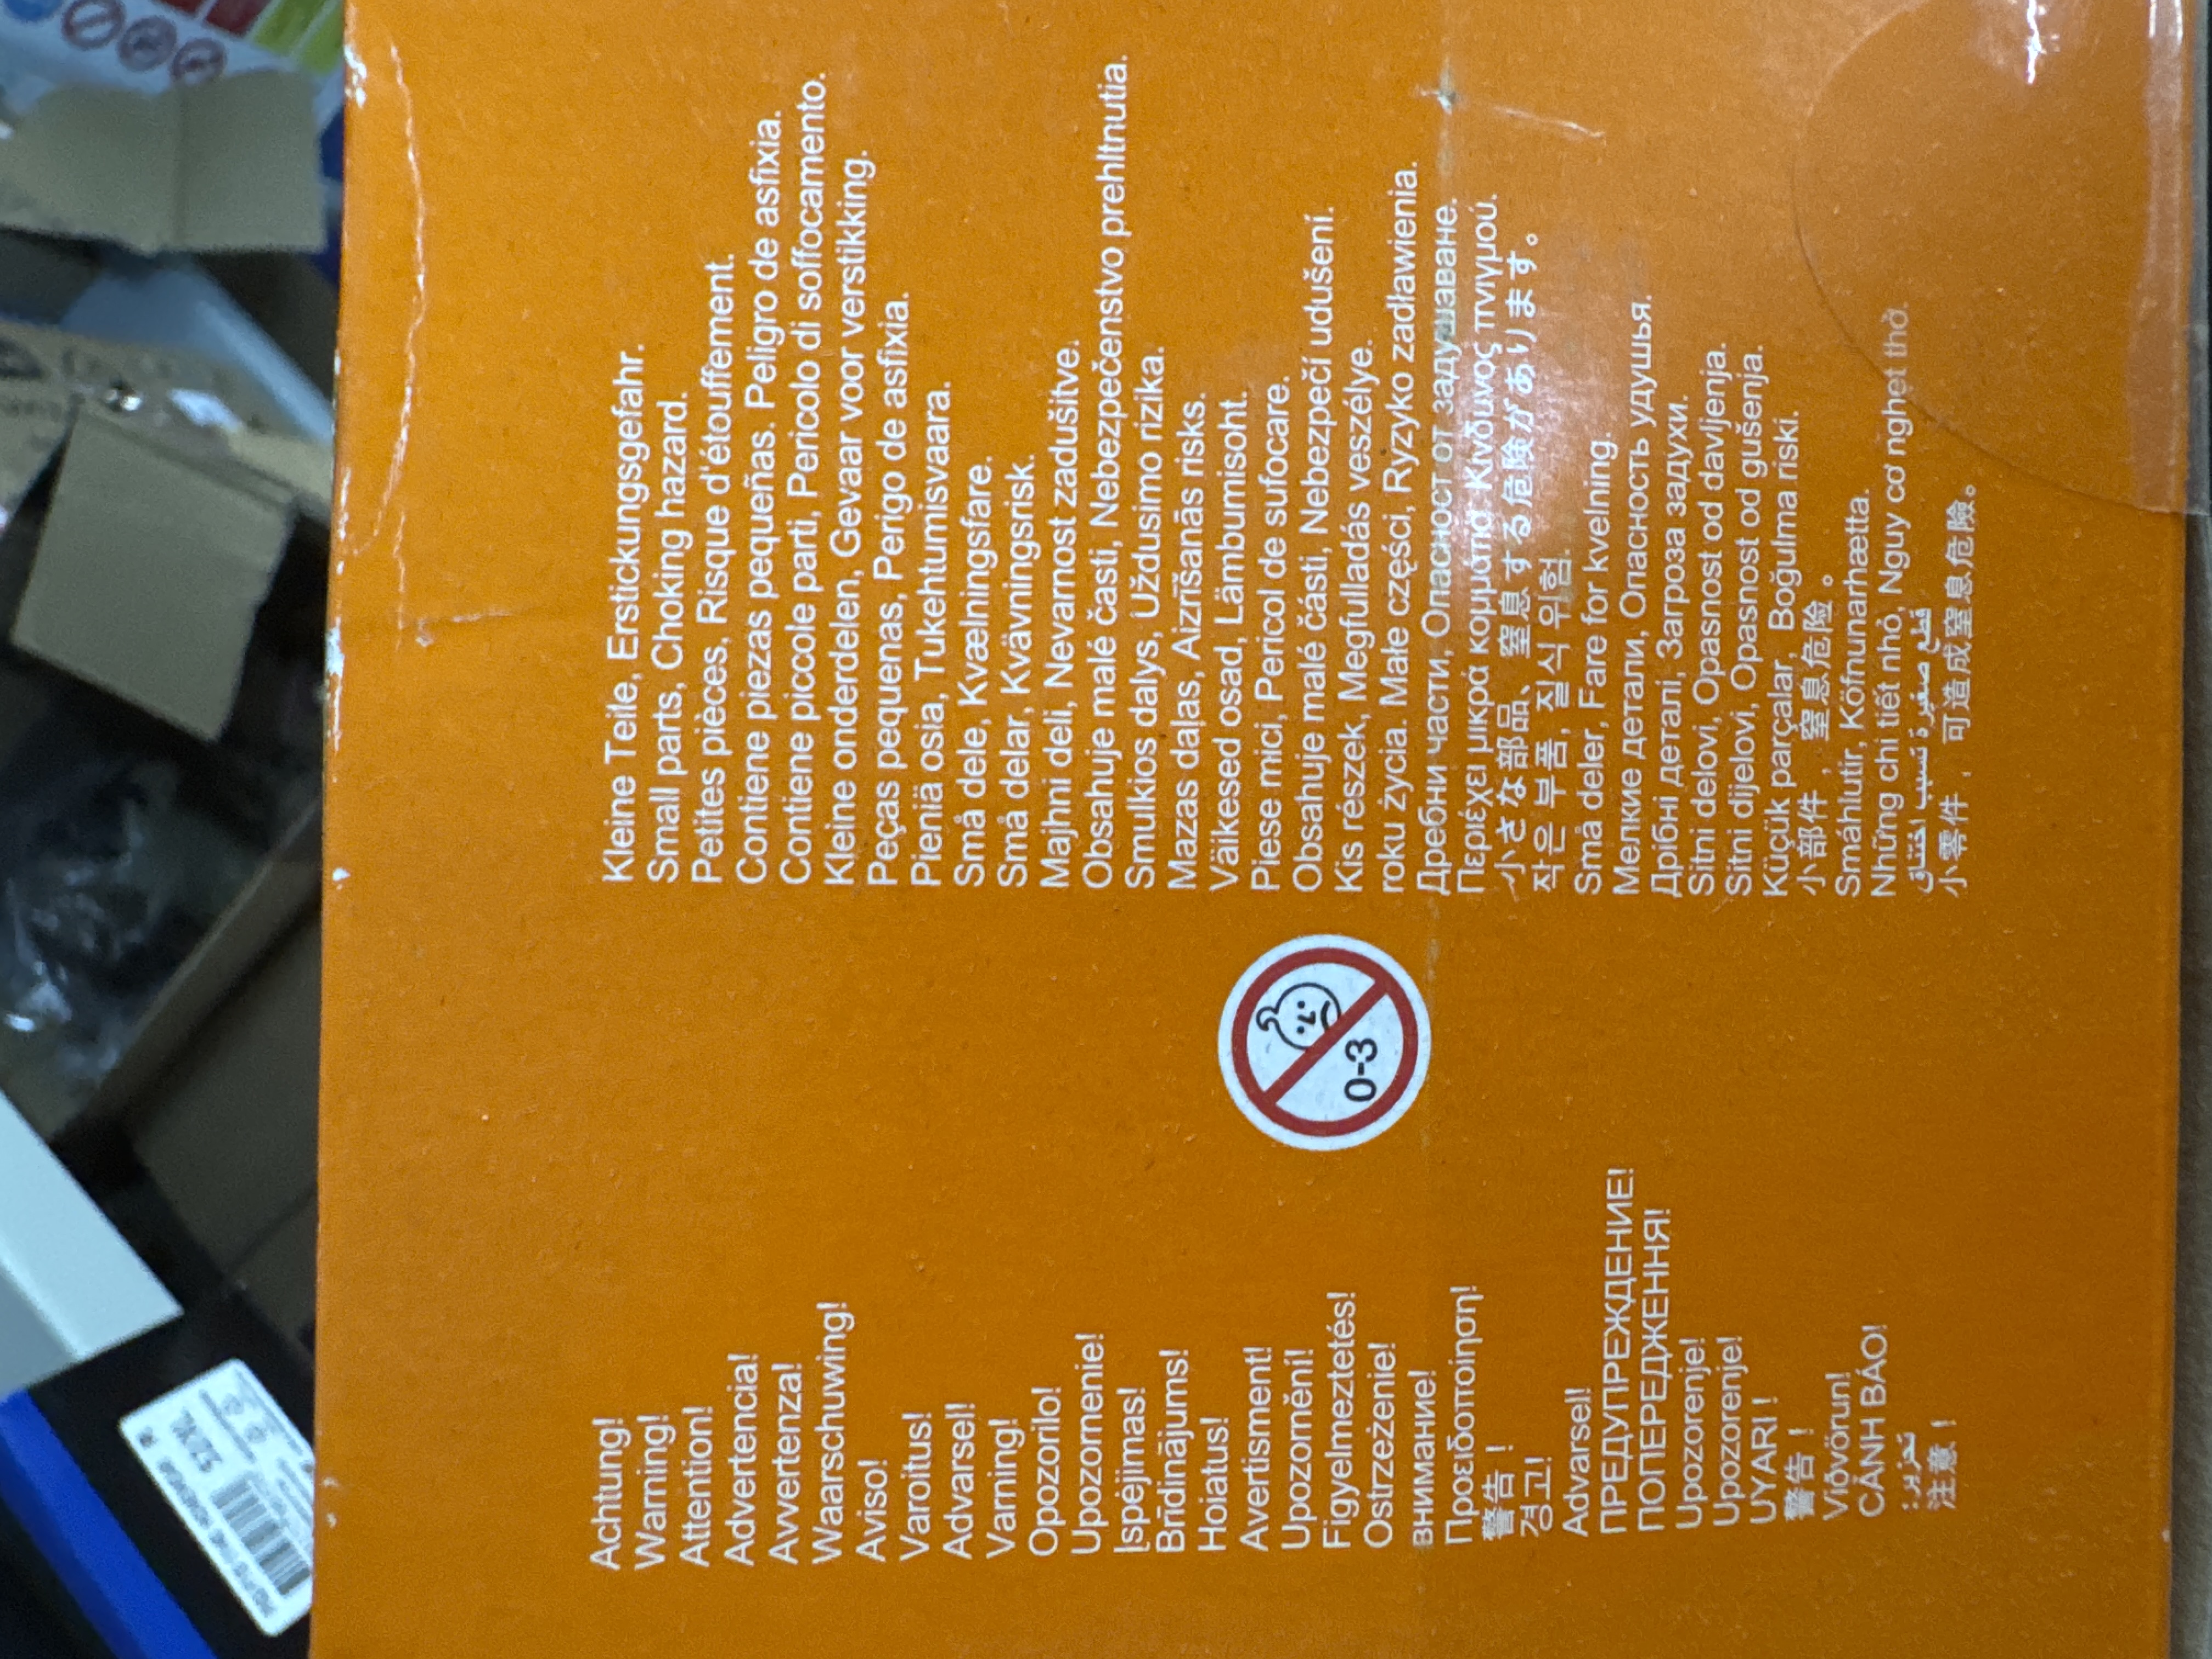 Achtung! Kleine Teile, Erstickungsgefahr.
Warning! Small parts, Choking hazard.
Attention! Petites pièces, Risque d'étouffement.
Advertencia! Contiene piezas pequeñas. Peligro de asfixia.
Avvertenza! Contiene piccole parti, Pericolo di soffocamento.
Waarschuwing! Kleine onderdelen, Gevaar voor verstikking.
Aviso! Peças pequenas, Perigo de asfixia.
Varoitus! Pieniä osia, Tukehtumisvaara.
Advarsel! Små dele, Kvælningsfare.
Varning! Små delar, Kvävningsrisk.
Opozorilo! Majhni deli, Nevarnost zadušitve.
Upozornenie! Obsahuje malé časti, Nebezpečenstvo prehltnutia.
Įspėjimas! Smulkios dalys, Uždusimo rizika.
Brīdinājums! Mazas daļas, Aizrīšanās risks.
Hoiatus! Väikesed osad, Lämbumisoht.
Avertisment! Piese mici, Pericol de sufocare.
Upozornění! Obsahuje malé části, Nebezpečí udušení.
Figyelmeztetés! Kis részek, Megfulladás veszélye.
Ostrzeżenie! roku życia. Małe części, Ryzyko zadławienia.
внимание! Дребни части, Опасност от задушаване.
Προειδοποίηση! Περιέχει μικρά κομμάτια Κίνδυνος πνιγμού.
警告! 小さな部品、窒息する危険があります。
경고! 작은 부품, 질식 위험.
Advarsel! Små deler, Fare for kvelning.
ПРЕДУПРЕЖДЕНИЕ! Мелкие детали, Опасность удушья.
ПОПЕРЕДЖЕННЯ! Дрібні деталі, Загроза задухи.
Upozorenje! Sitni delovi, Opasnost od davljenja.
Upozorenje! Sitni dijelovi, Opasnost od gušenja.
UYARI! Küçük parçalar, Boğulma riski.
警告! 小部件，窒息危险。
Viðvörun! Smáhlutir, Köfnunarhætta.
CẢNH BÁO! Những chi tiết nhỏ, Nguy cơ nghẹt thở.
تحذير: قطع صغيرة تسبب اختناق
注意! 小零件，可造成窒息危險。
0-3